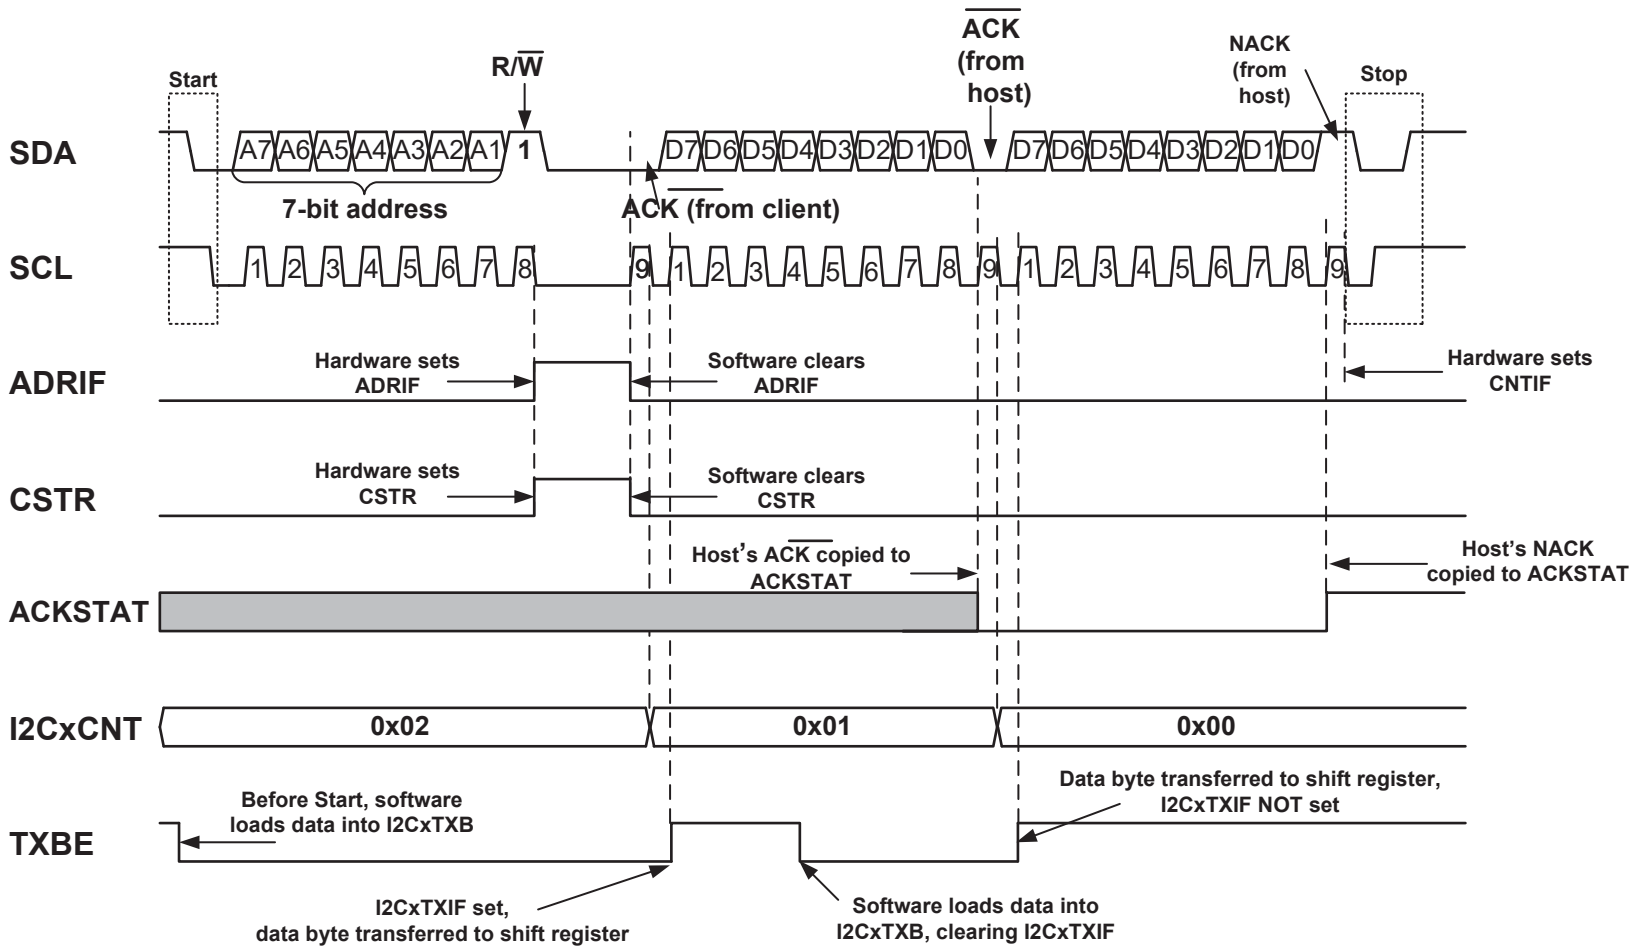 ACK
(from
host)
NACK
(from
host)
R/W
Start
Stop
SDA
A7 A6 A5 A4 A3 A2 A1 1 D7 D6 D5 D4 D3 D2 D1 D0 D7 D6 D5 D4 D3 D2 D1 D0
7-bit address
ACK (from client)
SCL
1 2 3 4 5 6 7 8 9 1 2 3 4 5 6 7 8 9 1 2 3 4 5 6 7 8 9
ADRIF
Hardware sets
ADRIF
Software clears
ADRIF
Hardware sets
CNTIF
CSTR
Hardware sets
CSTR
Software clears
CSTR
Host's ACK copied to
ACKSTAT
Host's NACK
copied to ACKSTAT
ACKSTAT
I2CxCNT
0x02 0x01 0x00
TXBE
Before Start, software
loads data into I2CxTXB
Data byte transferred to shift register,
I2CxTXIF NOT set
I2CxTXIF set,
data byte transferred to shift register
Software loads data into
I2CxTXB, clearing I2CxTXIF